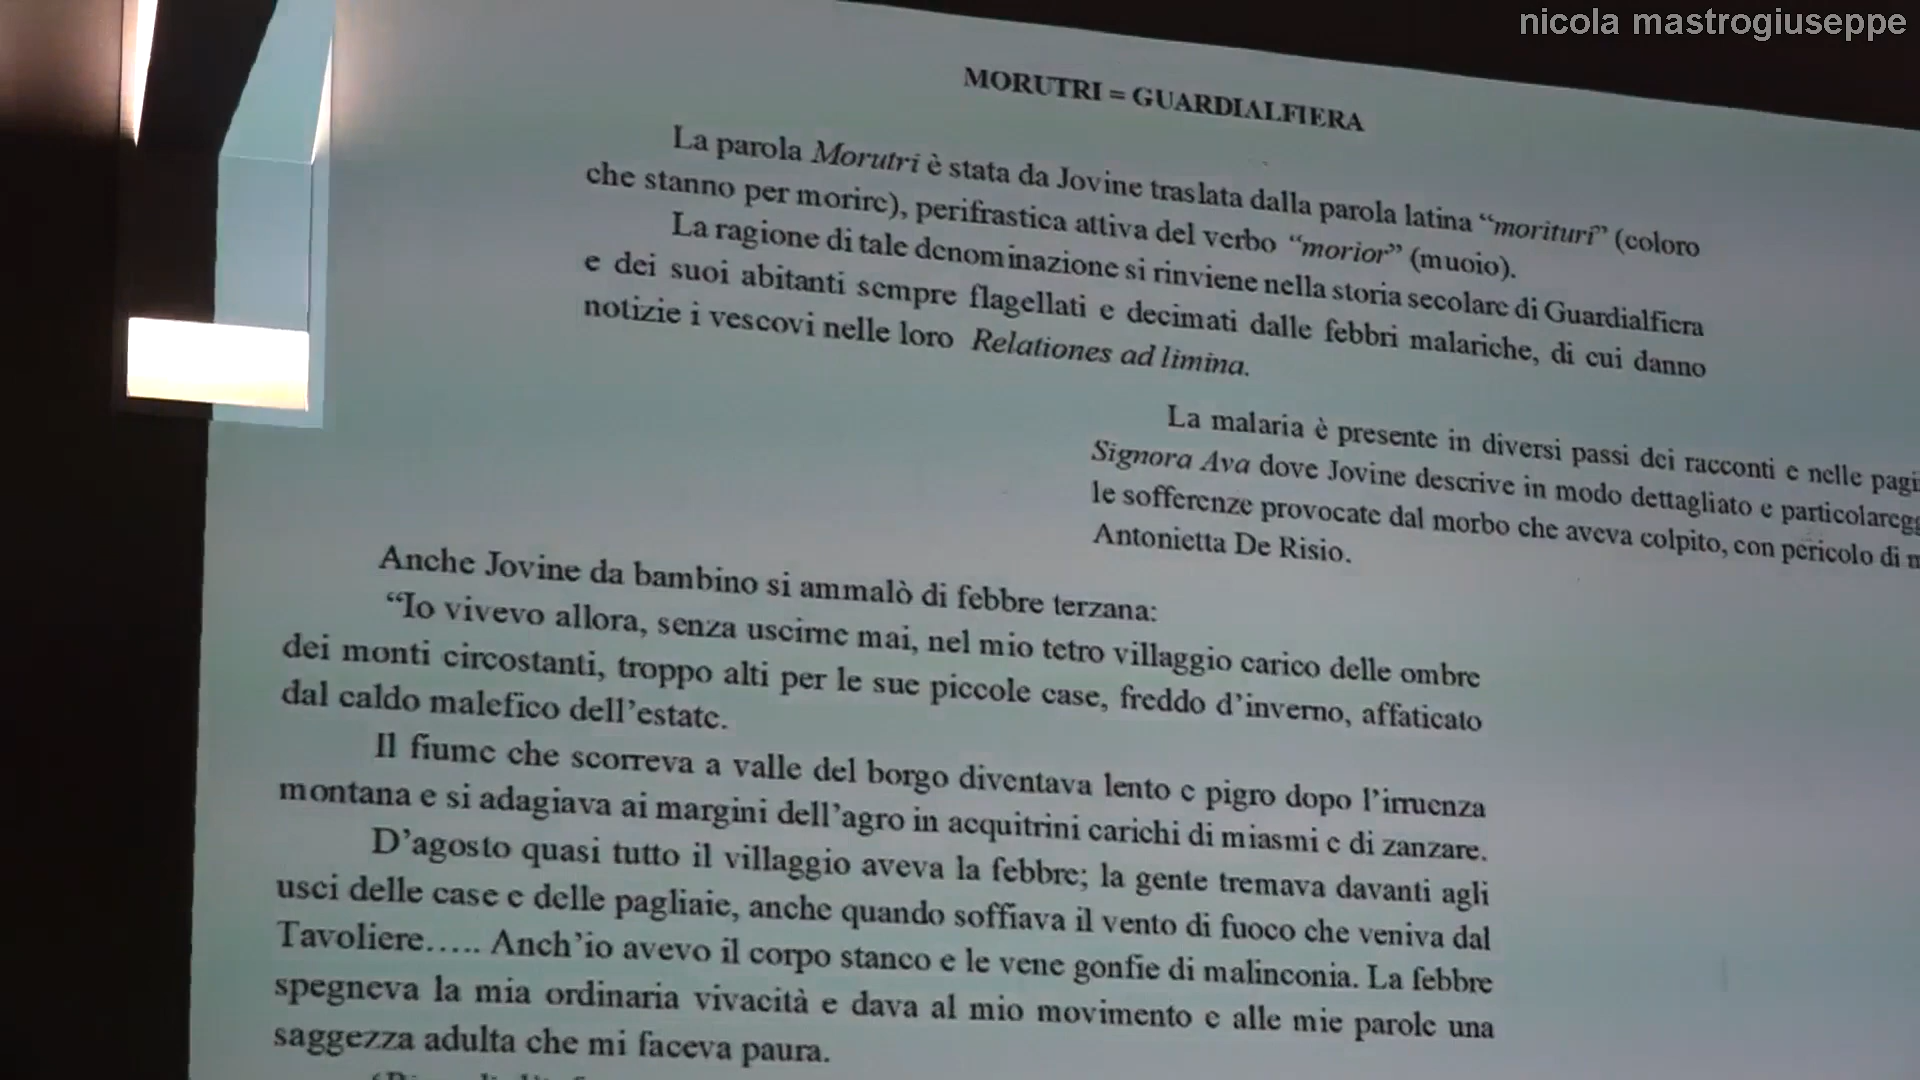 nicola mastrogiuseppe
MORUTRI = GUARDIALFIERA
La parola Morutri è stata da Jovine traslata dalla parola latina “morituri” (coloro
che stanno per morire), perifrastica attiva del verbo “morior” (muoio).
La ragione di tale denominazione si rinviene nella storia secolare di Guardialfiera
e dei suoi abitanti sempre flagellati e decimati dalle febbri malariche, di cui danno
notizie i vescovi nelle loro Relationes ad limina.
La malaria è presente in diversi passi dei racconti e nelle
Signora Ava dove Jovine descrive in modo dettagliato e
le sofferenze provocate dal morbo che aveva colpito, con pericolo di
Antonietta De Risio.
Anche Jovine da bambino si ammalò di febbre terzana:
“Io vivevo allora, senza uscirne mai, nel mio tetro villaggio carico delle ombre
dei monti circostanti, troppo alti per le sue piccole case, freddo d’inverno, affaticato
dal caldo malefico dell’estate.
Il fiume che scorreva a valle del borgo diventava lento e pigro dopo l’irruenza
montana e si adagiava ai margini dell’agro in acquitrini carichi di miasmi e di zanzare.
D’agosto quasi tutto il villaggio aveva la febbre; la gente tremava davanti agli
usci delle case e delle pagliaie, anche quando soffiava il vento di fuoco che veniva dal
Tavoliere….. Anch’io avevo il corpo stanco e le vene gonfie di malinconia. La febbre
spegneva la mia ordinaria vivacità e dava al mio movimento e alle mie parole una
saggezza adulta che mi faceva paura.